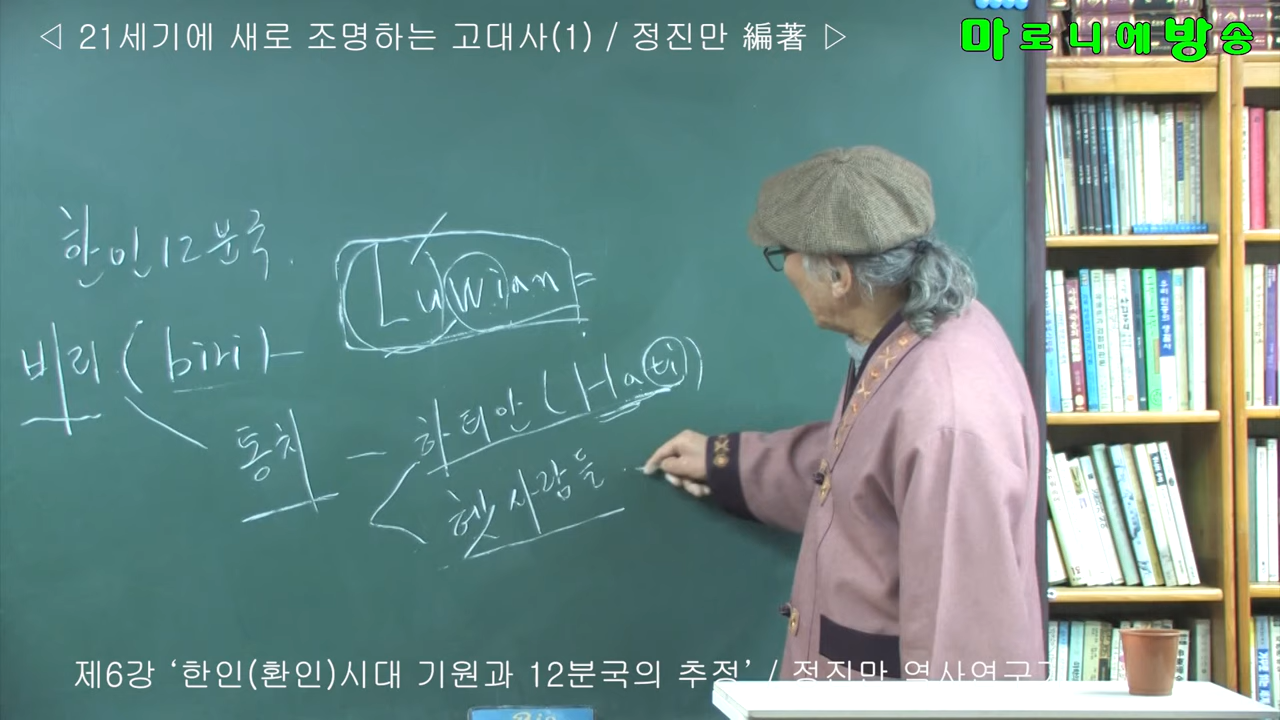 < 21세기에 새로 조명하는 고대사(1) / 정진만 編著 ▷
마로니에방송
한인 12분국.
Luwian =
비리 (biri) -
통치 - 하티안 (Hati)
헷사람들
제6강 ‘한인(환인)시대 기원과 12분국의 추정’ / 정진만 역사연구가